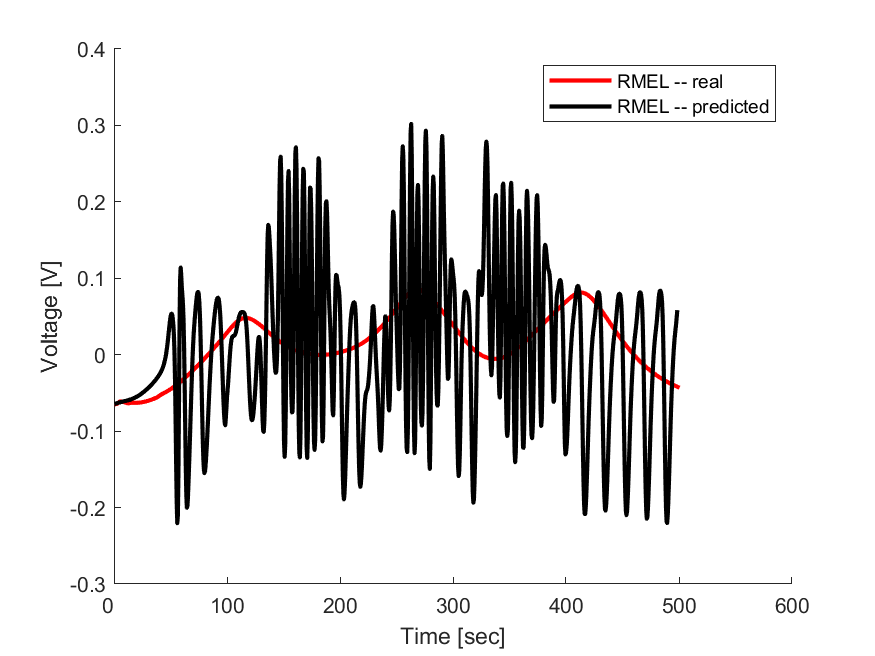 0.4
0.3
0.2
0.1
0
-0.1
-0.2
-0.3
Voltage [V]
RMEL -- real
RMEL -- predicted
0 100 200 300 400 500 600
Time [sec]